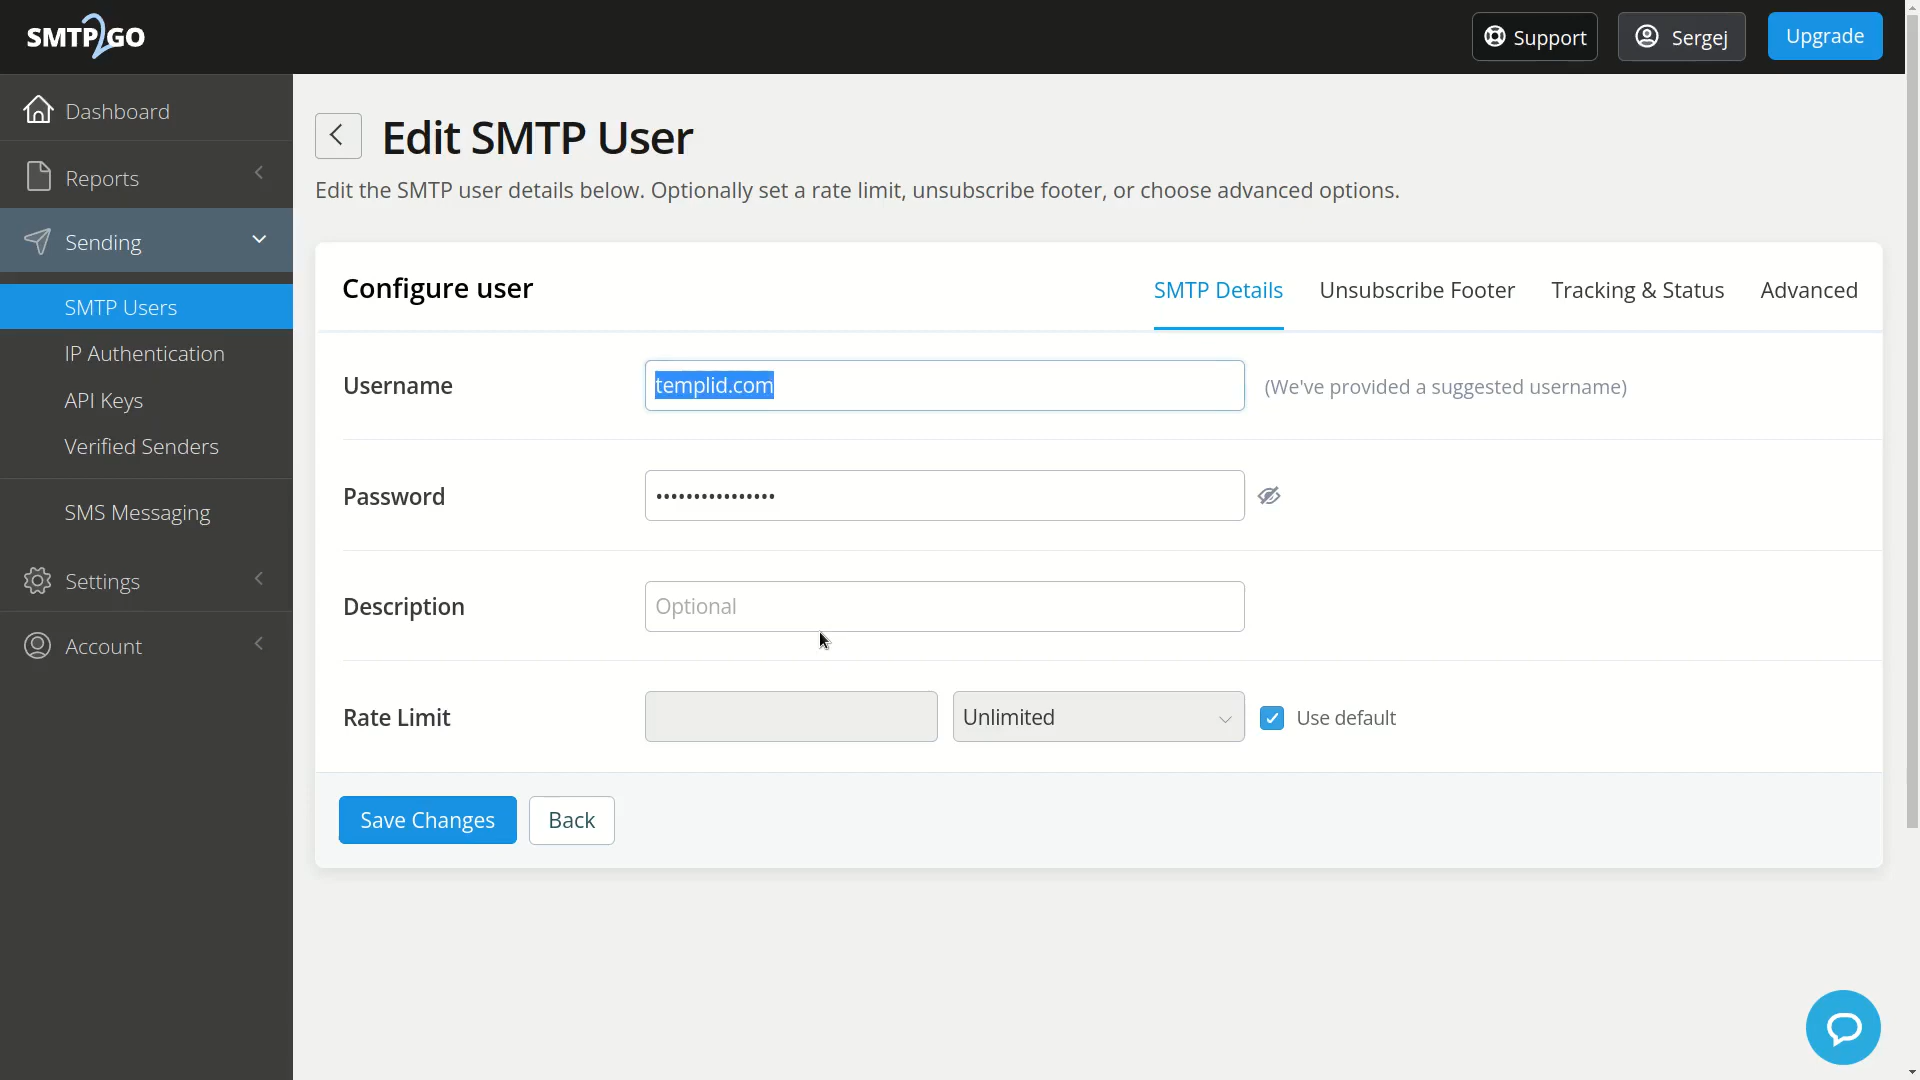 SMTP2GO
Support
Sergej
Upgrade
Dashboard
Reports
Sending
SMTP Users
IP Authentication
API Keys
Verified Senders
SMS Messaging
Settings
Account
Edit SMTP User
Edit the SMTP user details below. Optionally set a rate limit, unsubscribe footer, or choose advanced options.
Configure user
SMTP Details
Unsubscribe Footer
Tracking & Status
Advanced
Username
templid.com
(We've provided a suggested username)
Password
••••••••••••••••
Description
Optional
Rate Limit
Unlimited
Use default
Save Changes
Back